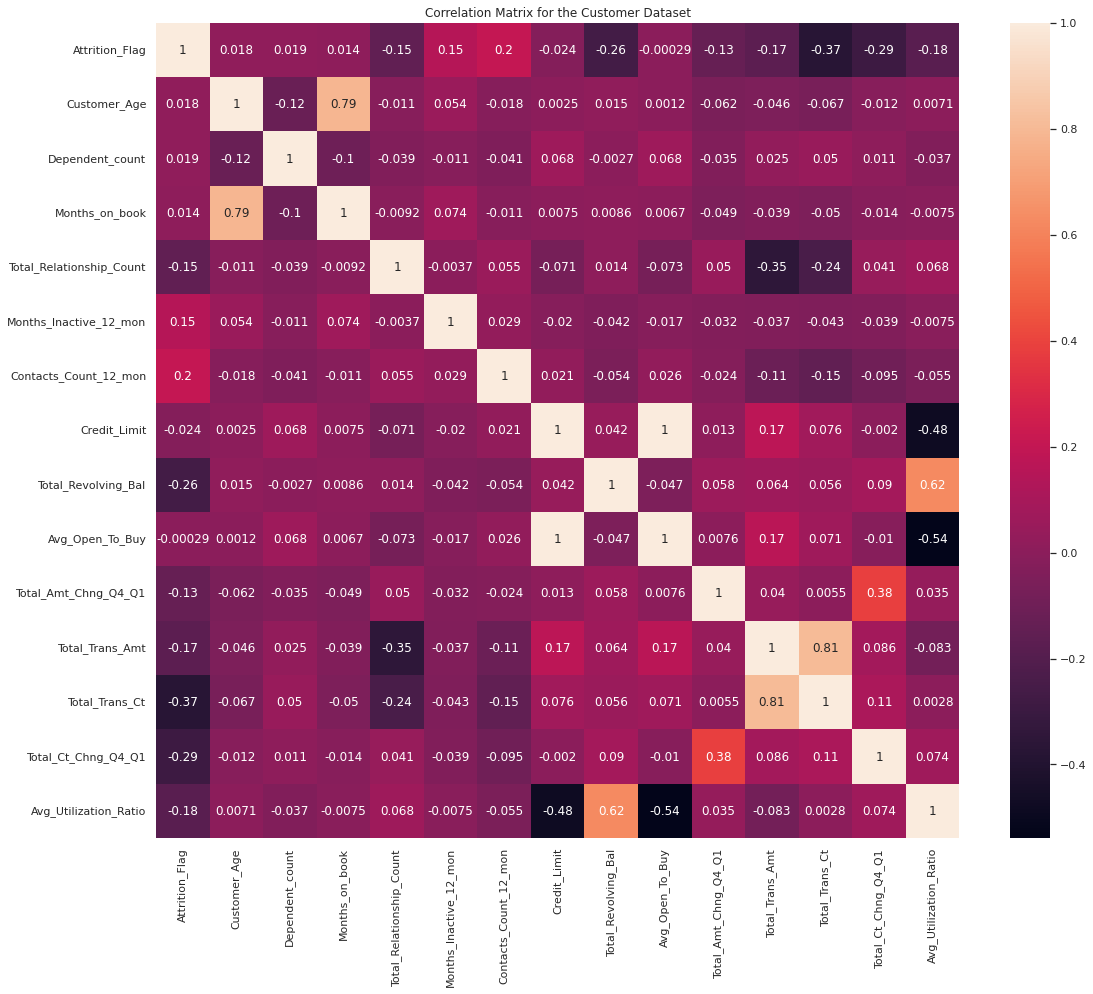 Correlation Matrix for the Customer Dataset
Attrition_Flag 1 0.018 0.019 0.014 -0.15 0.15 0.2 -0.024 -0.26 -0.00029 -0.13 -0.17 -0.37 -0.29 -0.18
Customer_Age 0.018 1 -0.12 0.79 -0.011 0.054 -0.018 0.0025 0.015 0.0012 -0.062 -0.046 -0.067 -0.012 0.0071
Dependent_count 0.019 -0.12 1 -0.1 -0.039 -0.011 -0.041 0.068 -0.0027 0.068 -0.035 0.025 0.05 0.011 -0.037
Months_on_book 0.014 0.79 -0.1 1 -0.0092 0.074 -0.011 0.0075 0.0086 0.0067 -0.049 -0.039 -0.05 -0.014 -0.0075
Total_Relationship_Count -0.15 -0.011 -0.039 -0.0092 1 -0.0037 0.055 -0.071 0.014 -0.073 0.05 -0.35 -0.24 0.041 0.068
Months_Inactive_12_mon 0.15 0.054 -0.011 0.074 -0.0037 1 0.029 -0.02 -0.042 -0.017 -0.032 -0.037 -0.043 -0.039 -0.0075
Contacts_Count_12_mon 0.2 -0.018 -0.041 -0.011 0.055 0.029 1 0.021 -0.054 0.026 -0.024 -0.11 -0.15 -0.095 -0.055
Credit_Limit -0.024 0.0025 0.068 0.0075 -0.071 -0.02 0.021 1 0.042 1 0.013 0.17 0.076 -0.002 -0.48
Total_Revolving_Bal -0.26 0.015 -0.0027 0.0086 0.014 -0.042 -0.054 0.042 1 -0.047 0.058 0.064 0.056 0.09 0.62
Avg_Open_To_Buy -0.00029 0.0012 0.068 0.0067 -0.073 -0.017 0.026 1 -0.047 1 0.0076 0.17 0.071 -0.01 -0.54
Total_Amt_Chng_Q4_Q1 -0.13 -0.062 -0.035 -0.049 0.05 -0.032 -0.024 0.013 0.058 0.0076 1 0.04 0.0055 0.38 0.035
Total_Trans_Amt -0.17 -0.046 0.025 -0.039 -0.35 -0.037 -0.11 0.17 0.064 0.17 0.04 1 0.81 0.086 -0.083
Total_Trans_Ct -0.37 -0.067 0.05 -0.05 -0.24 -0.043 -0.15 0.076 0.056 0.071 0.0055 0.81 1 0.11 0.0028
Total_Ct_Chng_Q4_Q1 -0.29 -0.012 0.011 -0.014 0.041 -0.039 -0.095 -0.002 0.09 -0.01 0.38 0.086 0.11 1 0.074
Avg_Utilization_Ratio -0.18 0.0071 -0.037 -0.0075 0.068 -0.0075 -0.055 -0.48 0.62 -0.54 0.035 -0.083 0.0028 0.074 1
Attrition_Flag
Customer_Age
Dependent_count
Months_on_book
Total_Relationship_Count
Months_Inactive_12_mon
Contacts_Count_12_mon
Credit_Limit
Total_Revolving_Bal
Avg_Open_To_Buy
Total_Amt_Chng_Q4_Q1
Total_Trans_Amt
Total_Trans_Ct
Total_Ct_Chng_Q4_Q1
Avg_Utilization_Ratio
1.0
0.8
0.6
0.4
0.2
0.0
−0.2
−0.4